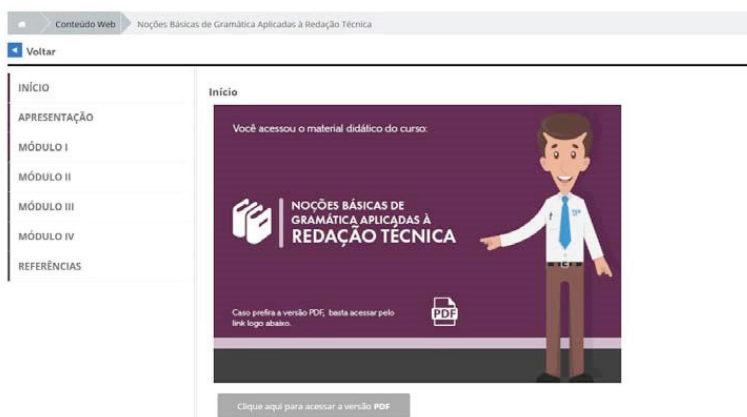 Conteúdo Web
Noções Básicas de Gramática Aplicadas à Redação Técnica
Voltar
INÍCIO
APRESENTAÇÃO
MÓDULO I
MÓDULO II
MÓDULO III
MÓDULO IV
REFERÊNCIAS
Início
Você acessou o material didático do curso:
NOÇÕES BÁSICAS DE
GRAMÁTICA APLICADAS À
REDAÇÃO TÉCNICA
Caso prefira a versão PDF, basta acessar pelo
link logo abaixo.
PDF
Clique aqui para acessar a versão PDF